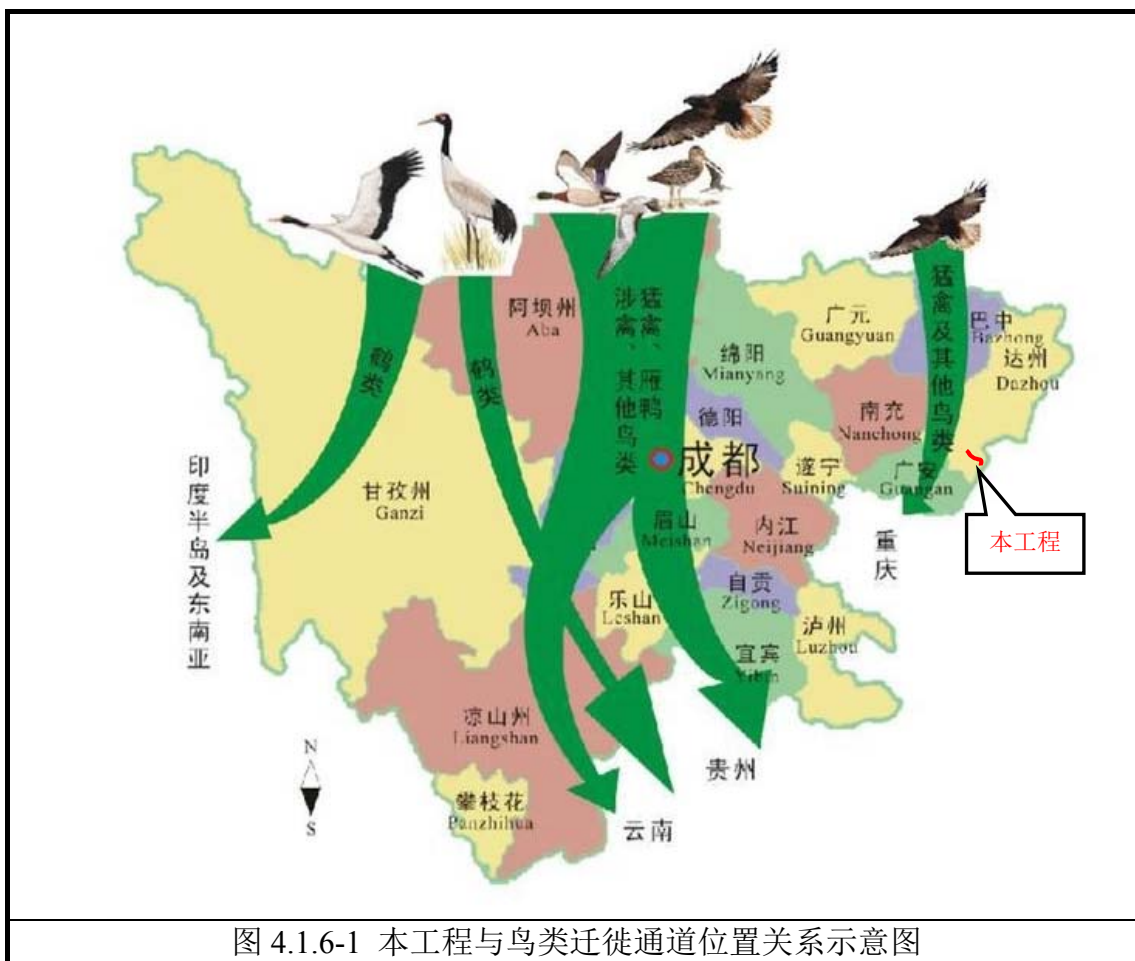 阿坝州
Aba
广元
Guangyuan
巴中
Bazhong
绵阳
Mianyang
达州
Dazhou
德阳
南充
Nanchong
成都
Chengdu
遂宁
Suining
广安
Guangan
甘孜州
Ganzi
眉山
Meishan
内江
Neijiang
重庆
本工程
自贡
Zigong
乐山
Leshan
泸州
Luzhou
宜宾
Yibin
凉山州
Liangshan
贵州
攀枝花
Panzhihua
云南
鹤类
鹤类
猛禽、雁鸭
涉禽、其他鸟类
猛禽及其他鸟类
印度半岛及东南亚
N
S
图 4.1.6-1 本工程与鸟类迁徙通道位置关系示意图